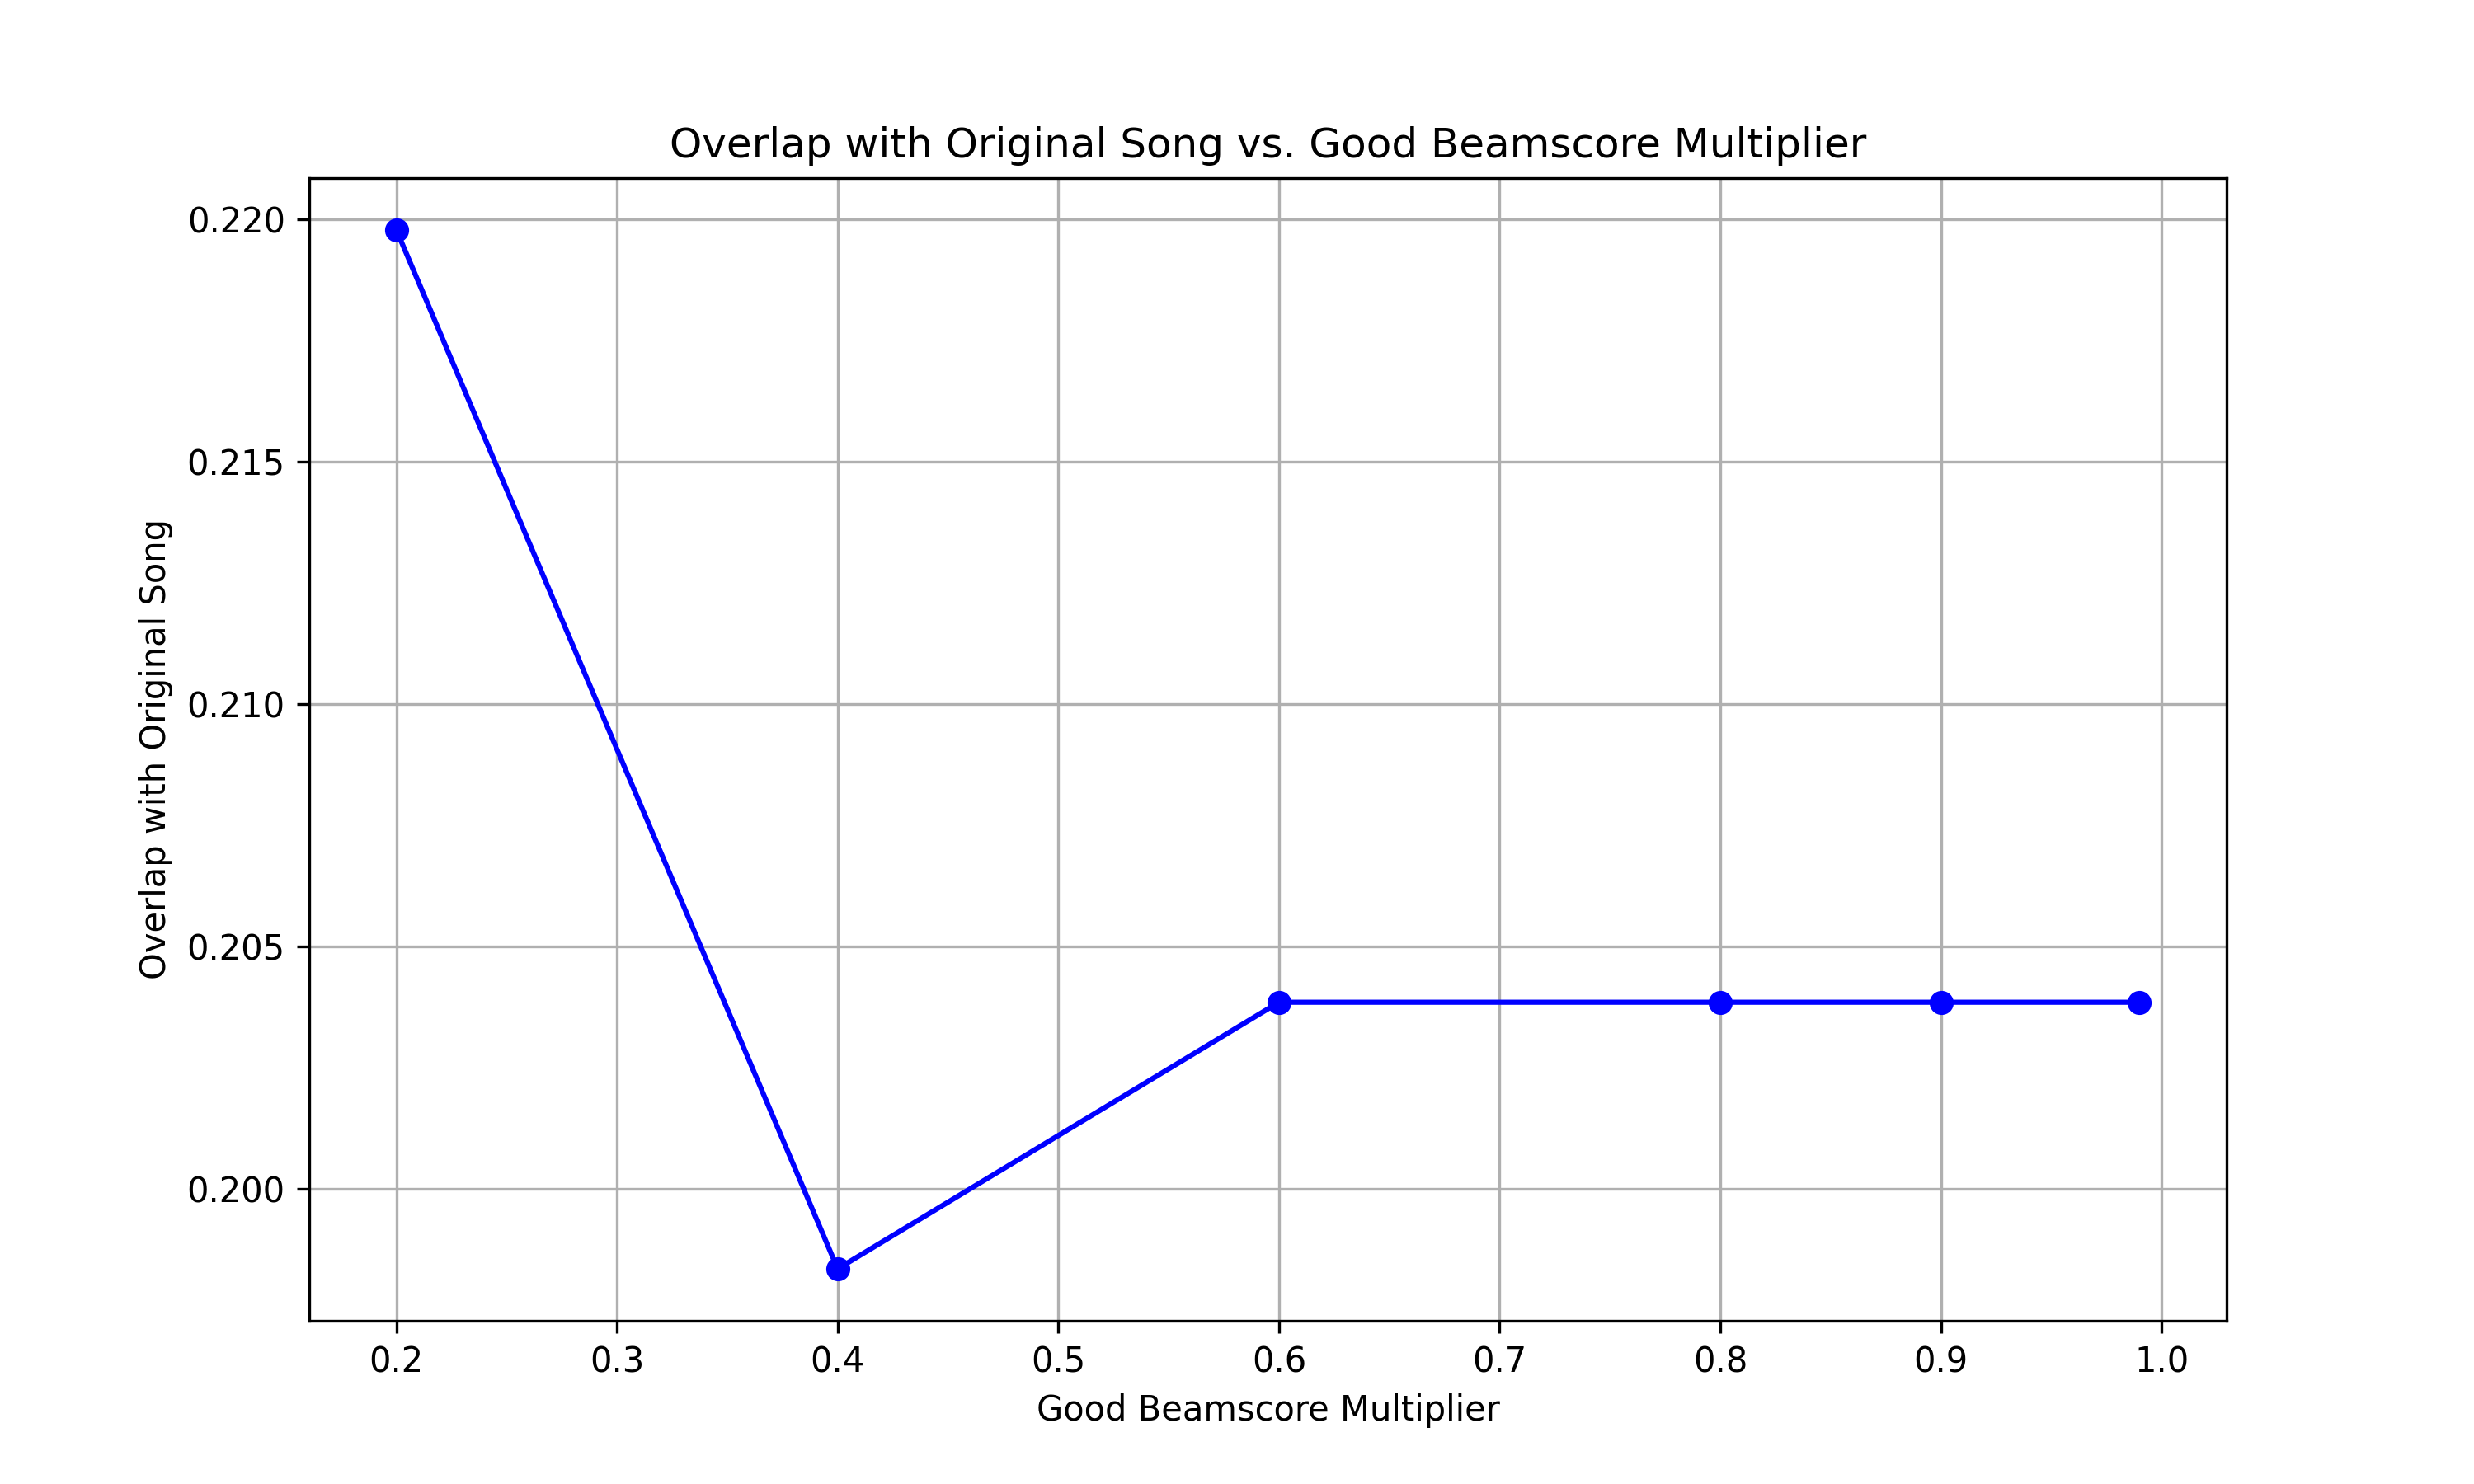 Overlap with Original Song vs. Good Beamscore Multiplier
Overlap with Original Song
0.220
0.215
0.210
0.205
0.200
0.2 0.3 0.4 0.5 0.6 0.7 0.8 0.9 1.0
Good Beamscore Multiplier